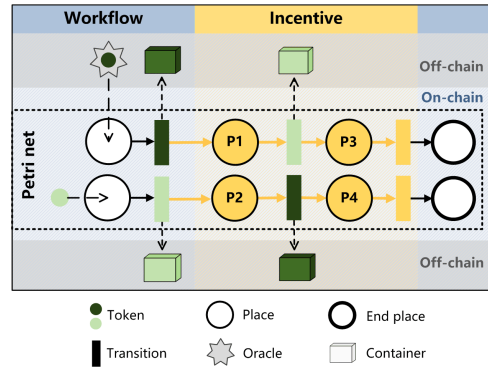 Workflow Incentive
Off-chain
On-chain
Petri net
P1 P3
P2 P4
Off-chain
Token Place End place
Transition Oracle Container